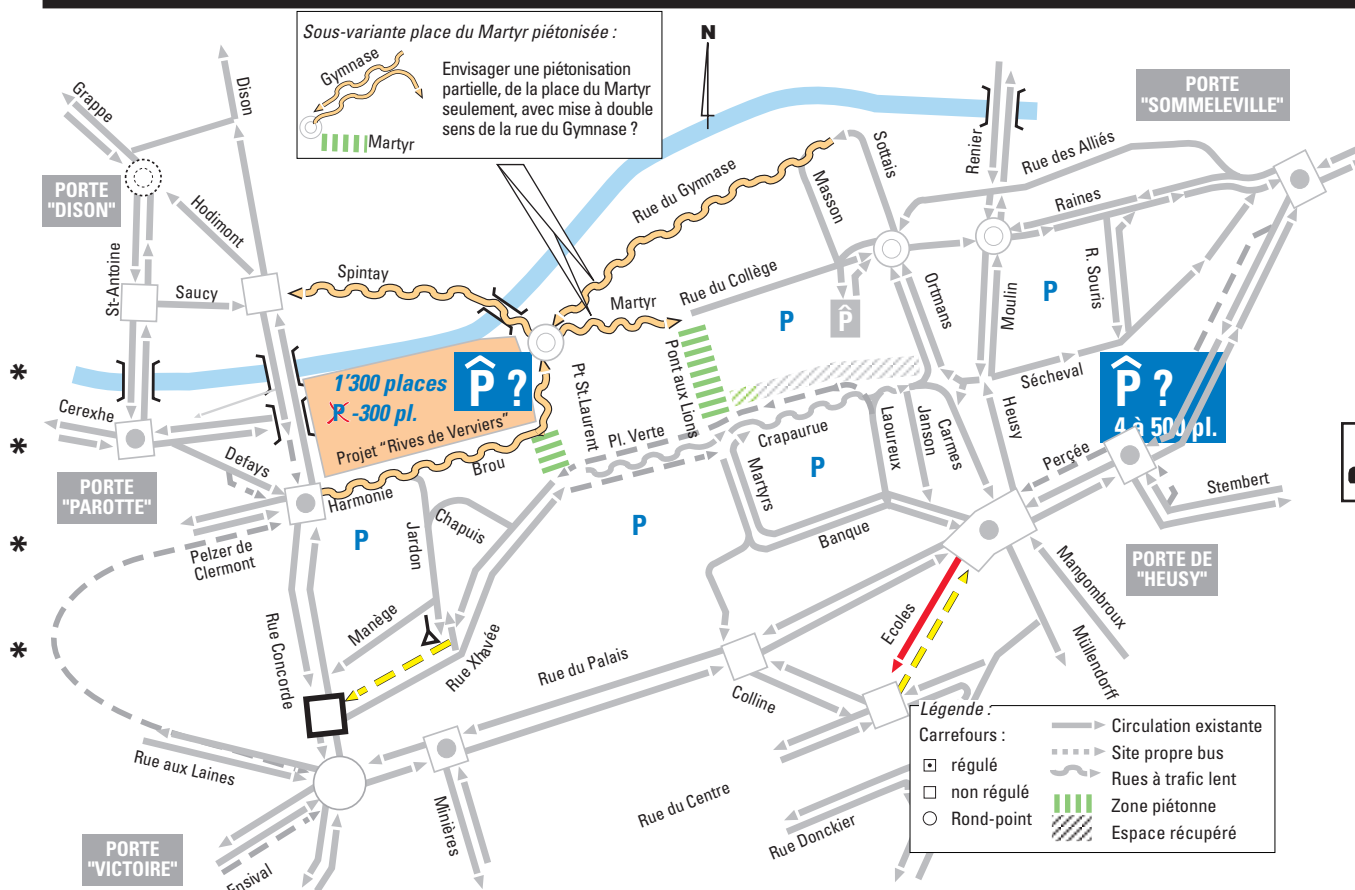 Sous-variante place du Martyr piétonisée :
Gymnase
Envisager une piétonisation
partielle, de la place du Martyr
seulement, avec mise à double
sens de la rue du Gymnase ?
Martyr
N
PORTE
"SOMMELEVILLE"
Grappe
Dison
PORTE
"DISON"
Hodimont
St-Antoine
Saucy
Spintay
Rue du Gymnase
Masson
Sottais
Renier
Rue des Alliés
Raines
R. Souris
P
Martyr
Rue du Collège
P
P
Ortmans
Moulin
Sécheval
1'300 places
P -300 pl.
P ?
Projet "Rives de Verviers"
Pt St.Laurent
Pont aux Lions
P ?
4 à 500 pl.
*
*
*
*
Cerexhe
Defays
PORTE
"PAROTTE"
Harmonie
Brou
Pl. Verte
Crapaurue
Laoureux
Janson
Carmes
Heusy
Perçée
Stembert
Pelzer de
Clermont
P
Jardon
Chapuis
P
Martyrs
P
Banque
PORTE DE
"HEUSY"
Mangombroux
Müllendorff
Ecoles
Rue Concorde
Manège
Rue Xhavée
Rue du Palais
Colline
Rue aux Laines
Minières
Rue du Centre
Rue Donckier
PORTE
"VICTOIRE"
Ensival
Légende :
Carrefours :
régulé
non régulé
Rond-point
Circulation existante
Site propre bus
Rues à trafic lent
Zone piétonne
Espace récupéré